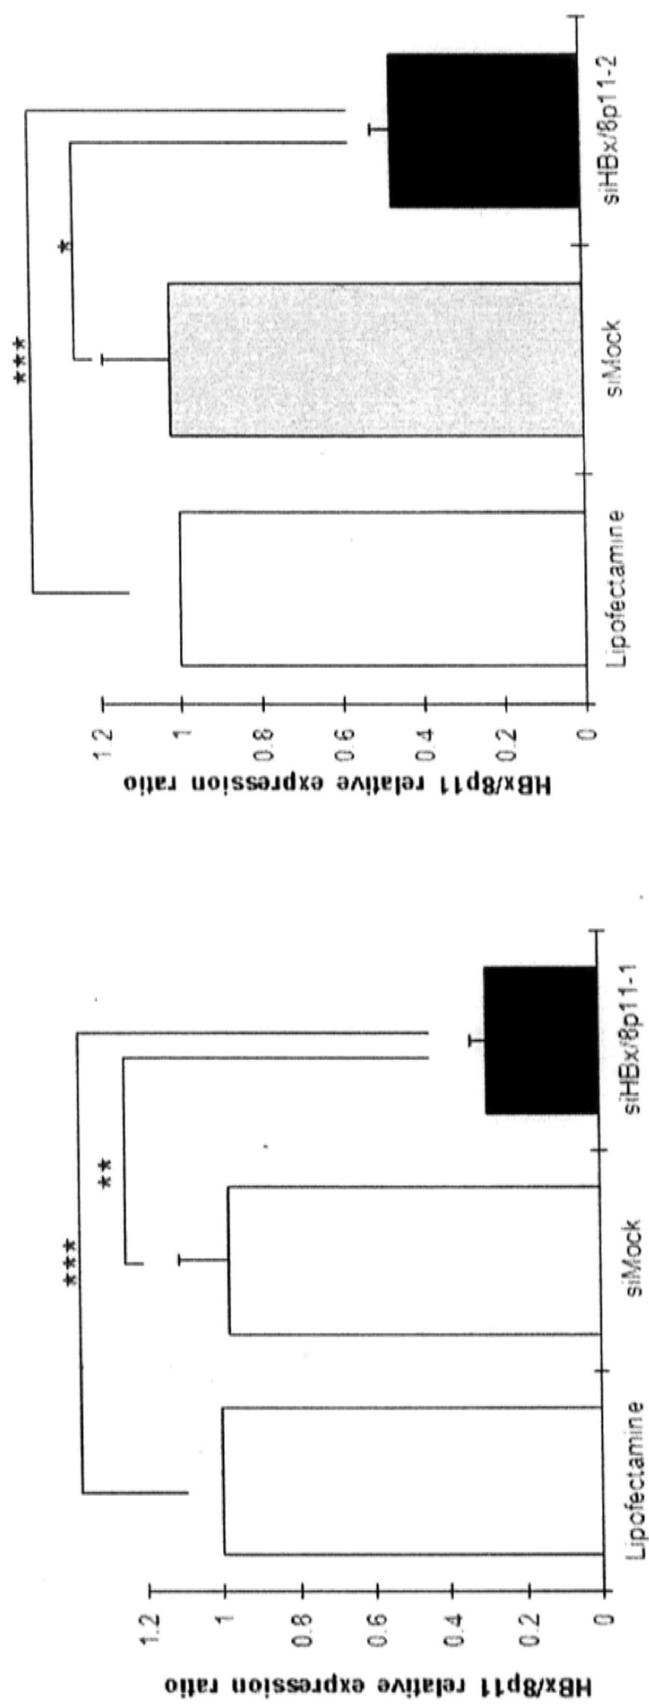 ***
**
1.2
1
0.8
0.6
0.4
0.2
0
HBx/8p11 relative expression ratio
Lipofectamine
siMock
siHBx/8p11-1
***
*
1.2
1
0.8
0.6
0.4
0.2
0
HBx/8p11 relative expression ratio
Lipofectamine
siMock
siHBx/8p11-2